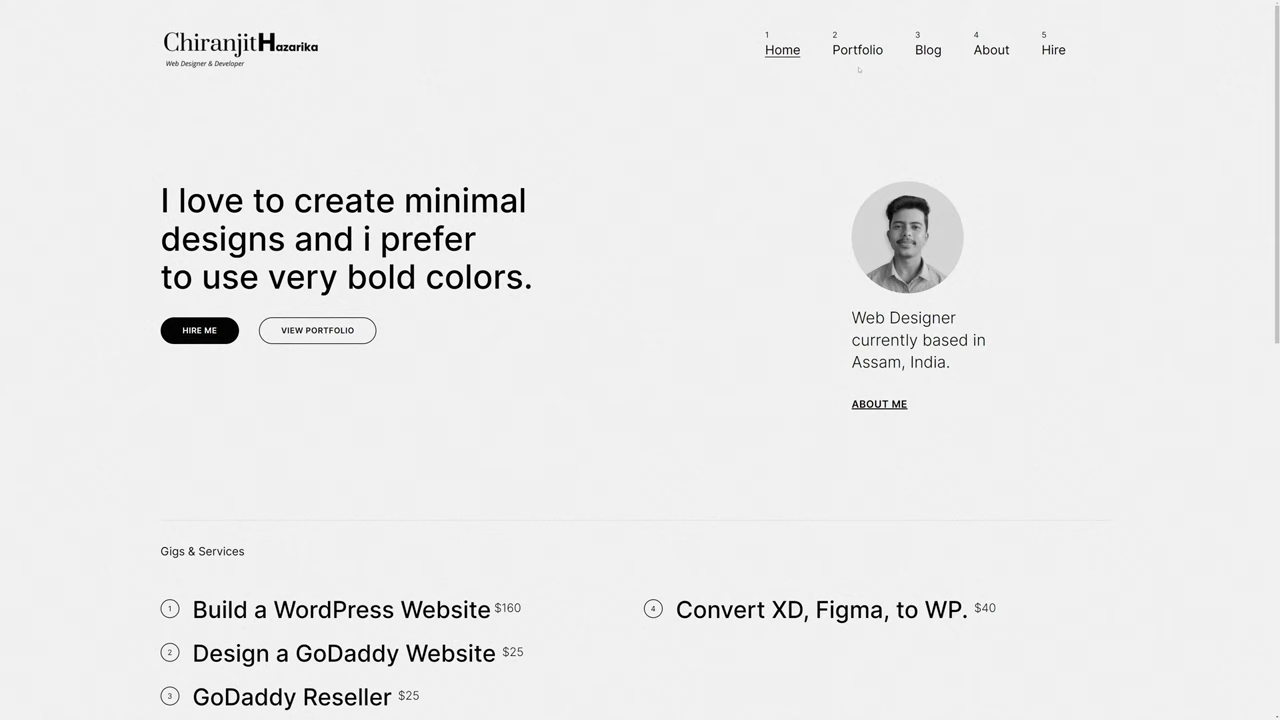 ChiranjitHazarika
Web Designer & Developer
1
Home
2
Portfolio
3
Blog
4
About
5
Hire
I love to create minimal
designs and i prefer
to use very bold colors.
HIRE ME
VIEW PORTFOLIO
Web Designer
currently based in
Assam, India.
ABOUT ME
Gigs & Services
1 Build a WordPress Website $160
2 Design a GoDaddy Website $25
3 GoDaddy Reseller $25
4 Convert XD, Figma, to WP. $40